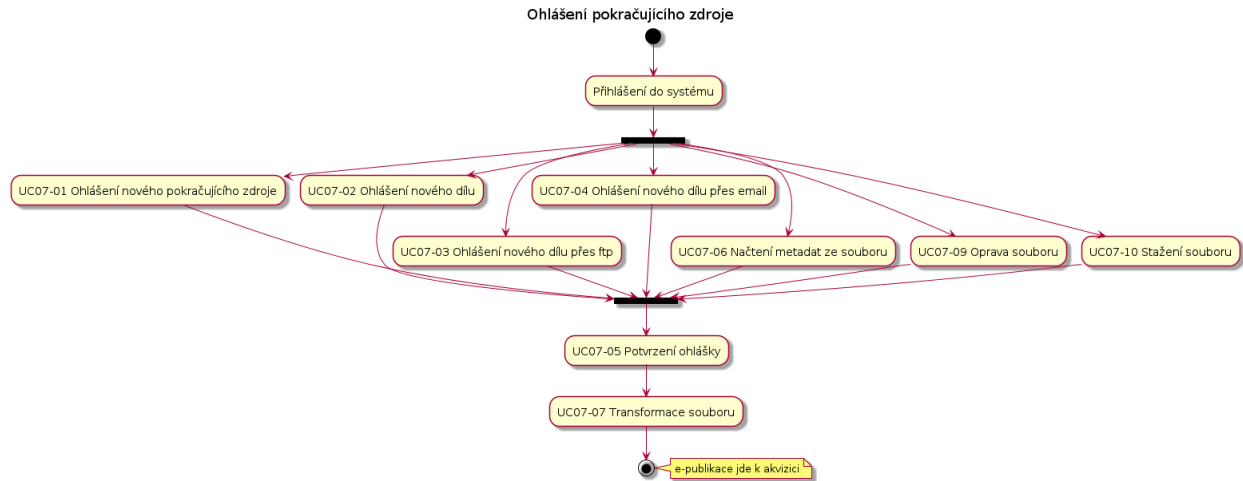 Ohlášení pokračujícího zdroje
Přihlášení do systému
UC07-01 Ohlášení nového pokračujícího zdroje
UC07-02 Ohlášení nového dílu
UC07-04 Ohlášení nového dílu přes email
UC07-03 Ohlášení nového dílu přes ftp
UC07-06 Načtení metadat ze souboru
UC07-09 Oprava souboru
UC07-10 Stažení souboru
UC07-05 Potvrzení ohlášky
UC07-07 Transformace souboru
e-publikace jde k akvizici